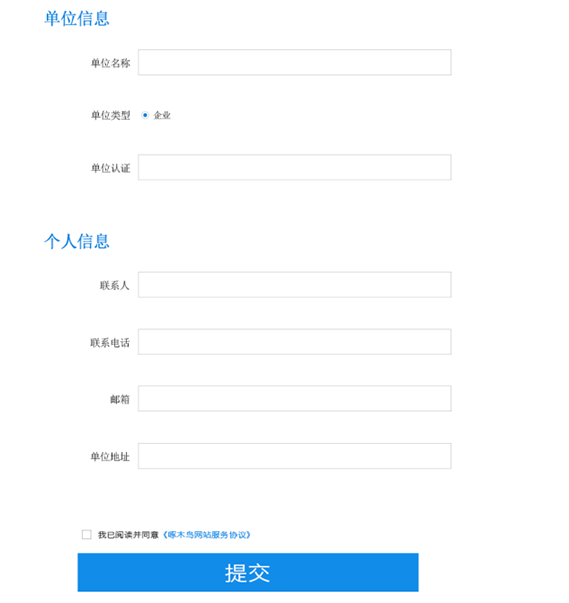 单位信息
单位名称
单位类型 企业
单位认证
个人信息
联系人
联系电话
邮箱
单位地址
我已阅读并同意《啄木鸟网站服务协议》
提交